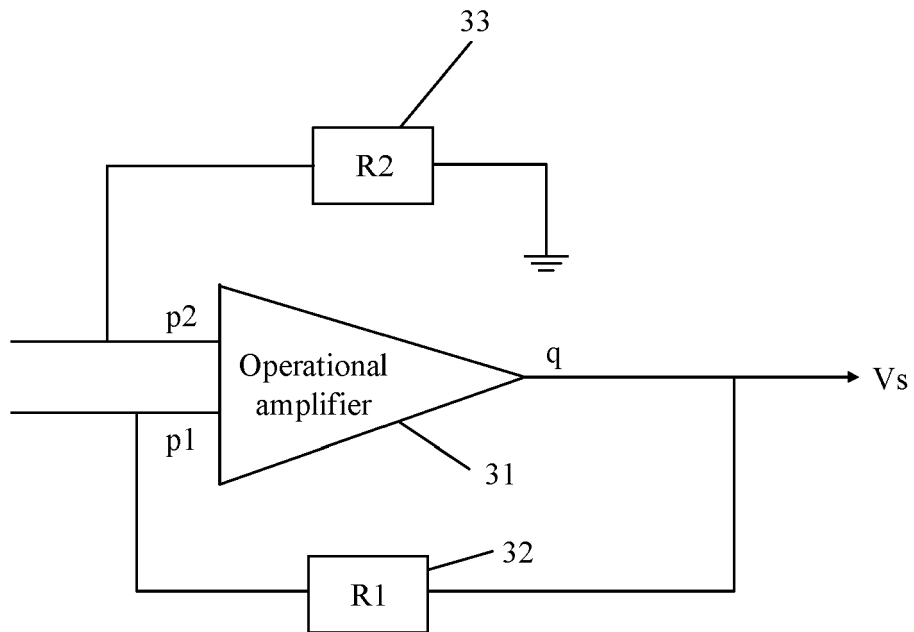 33
R2
p2
Operational
amplifier
q
Vs
p1
31
32
R1